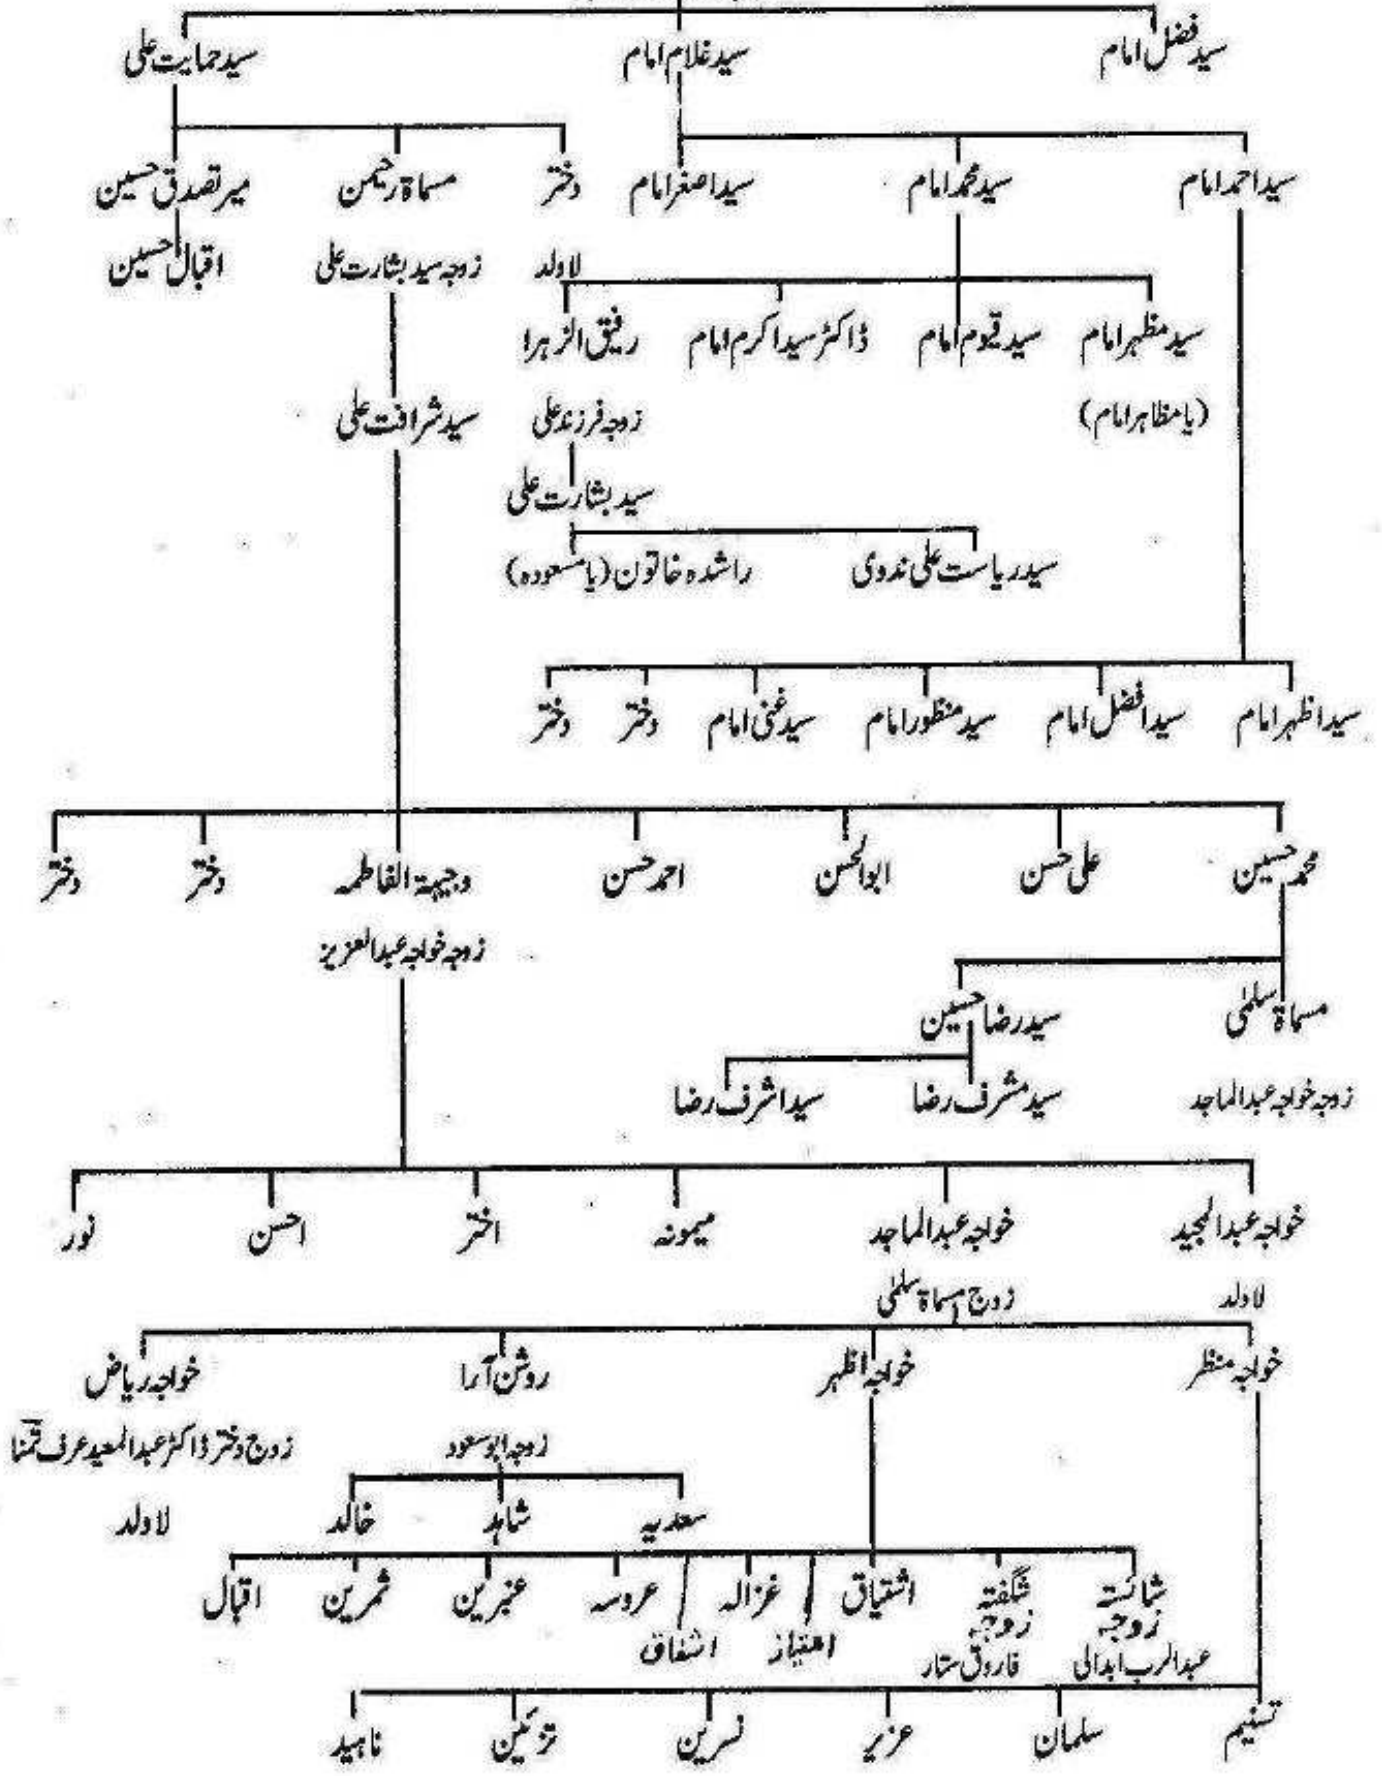 سید فضل امام سید غلام امام سید حمایت علی
سید احمد امام سید محمد امام سید اصغر امام دختر مسماۃ رحیمن میر تصدق حسین
لاولد زوجہ سید بشارت علی اقبال حسین
سید مظہر امام سید قیوم امام ڈاکٹر سید اکرم امام رفیق الزہرا
(یا مظاہر امام) زوجہ فرزند علی سید شرافت علی
سید بشارت علی
سید ریاست علی ندوی راشدہ خاتون (یا مسعودہ)
سید اظہر امام سید افضل امام سید منظور امام سید غنی امام دختر دختر
محمد حسین علی حسن ابوالحسن احمد حسن وجیہۃ الفاطمہ دختر دختر
زوجہ خواجہ عبدالعزیز
مسماۃ سلمٰی سید رضا حسین
زوجہ خواجہ عبدالماجد سید مشرف رضا سید اشرف رضا
خواجہ عبدالمجید خواجہ عبدالماجد میمونہ اختر احسن نور
لاولد زوج مسماۃ سلمٰی
خواجہ منظر خواجہ اظہر روشن آرا خواجہ ریاض
زوجہ ابو سعود زوج دختر ڈاکٹر عبدالمعید عرف تمنا
سعدیہ شاہد خالد لاولد
شائستہ شگفتہ اشتیاق غزالہ عروسہ عنبرین ثمرین اقبال
زوجہ زوجہ امتیاز اشفاق
عبدالرب ابدالی فاروق ستار
تسنیم سلمان عزیر نسرین تزئین ناہید